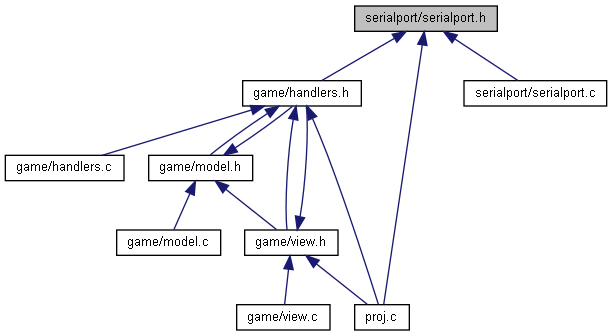 serialport/serialport.h
game/handlers.h
serialport/serialport.c
game/handlers.c
game/model.h
game/model.c
game/view.h
game/view.c
proj.c